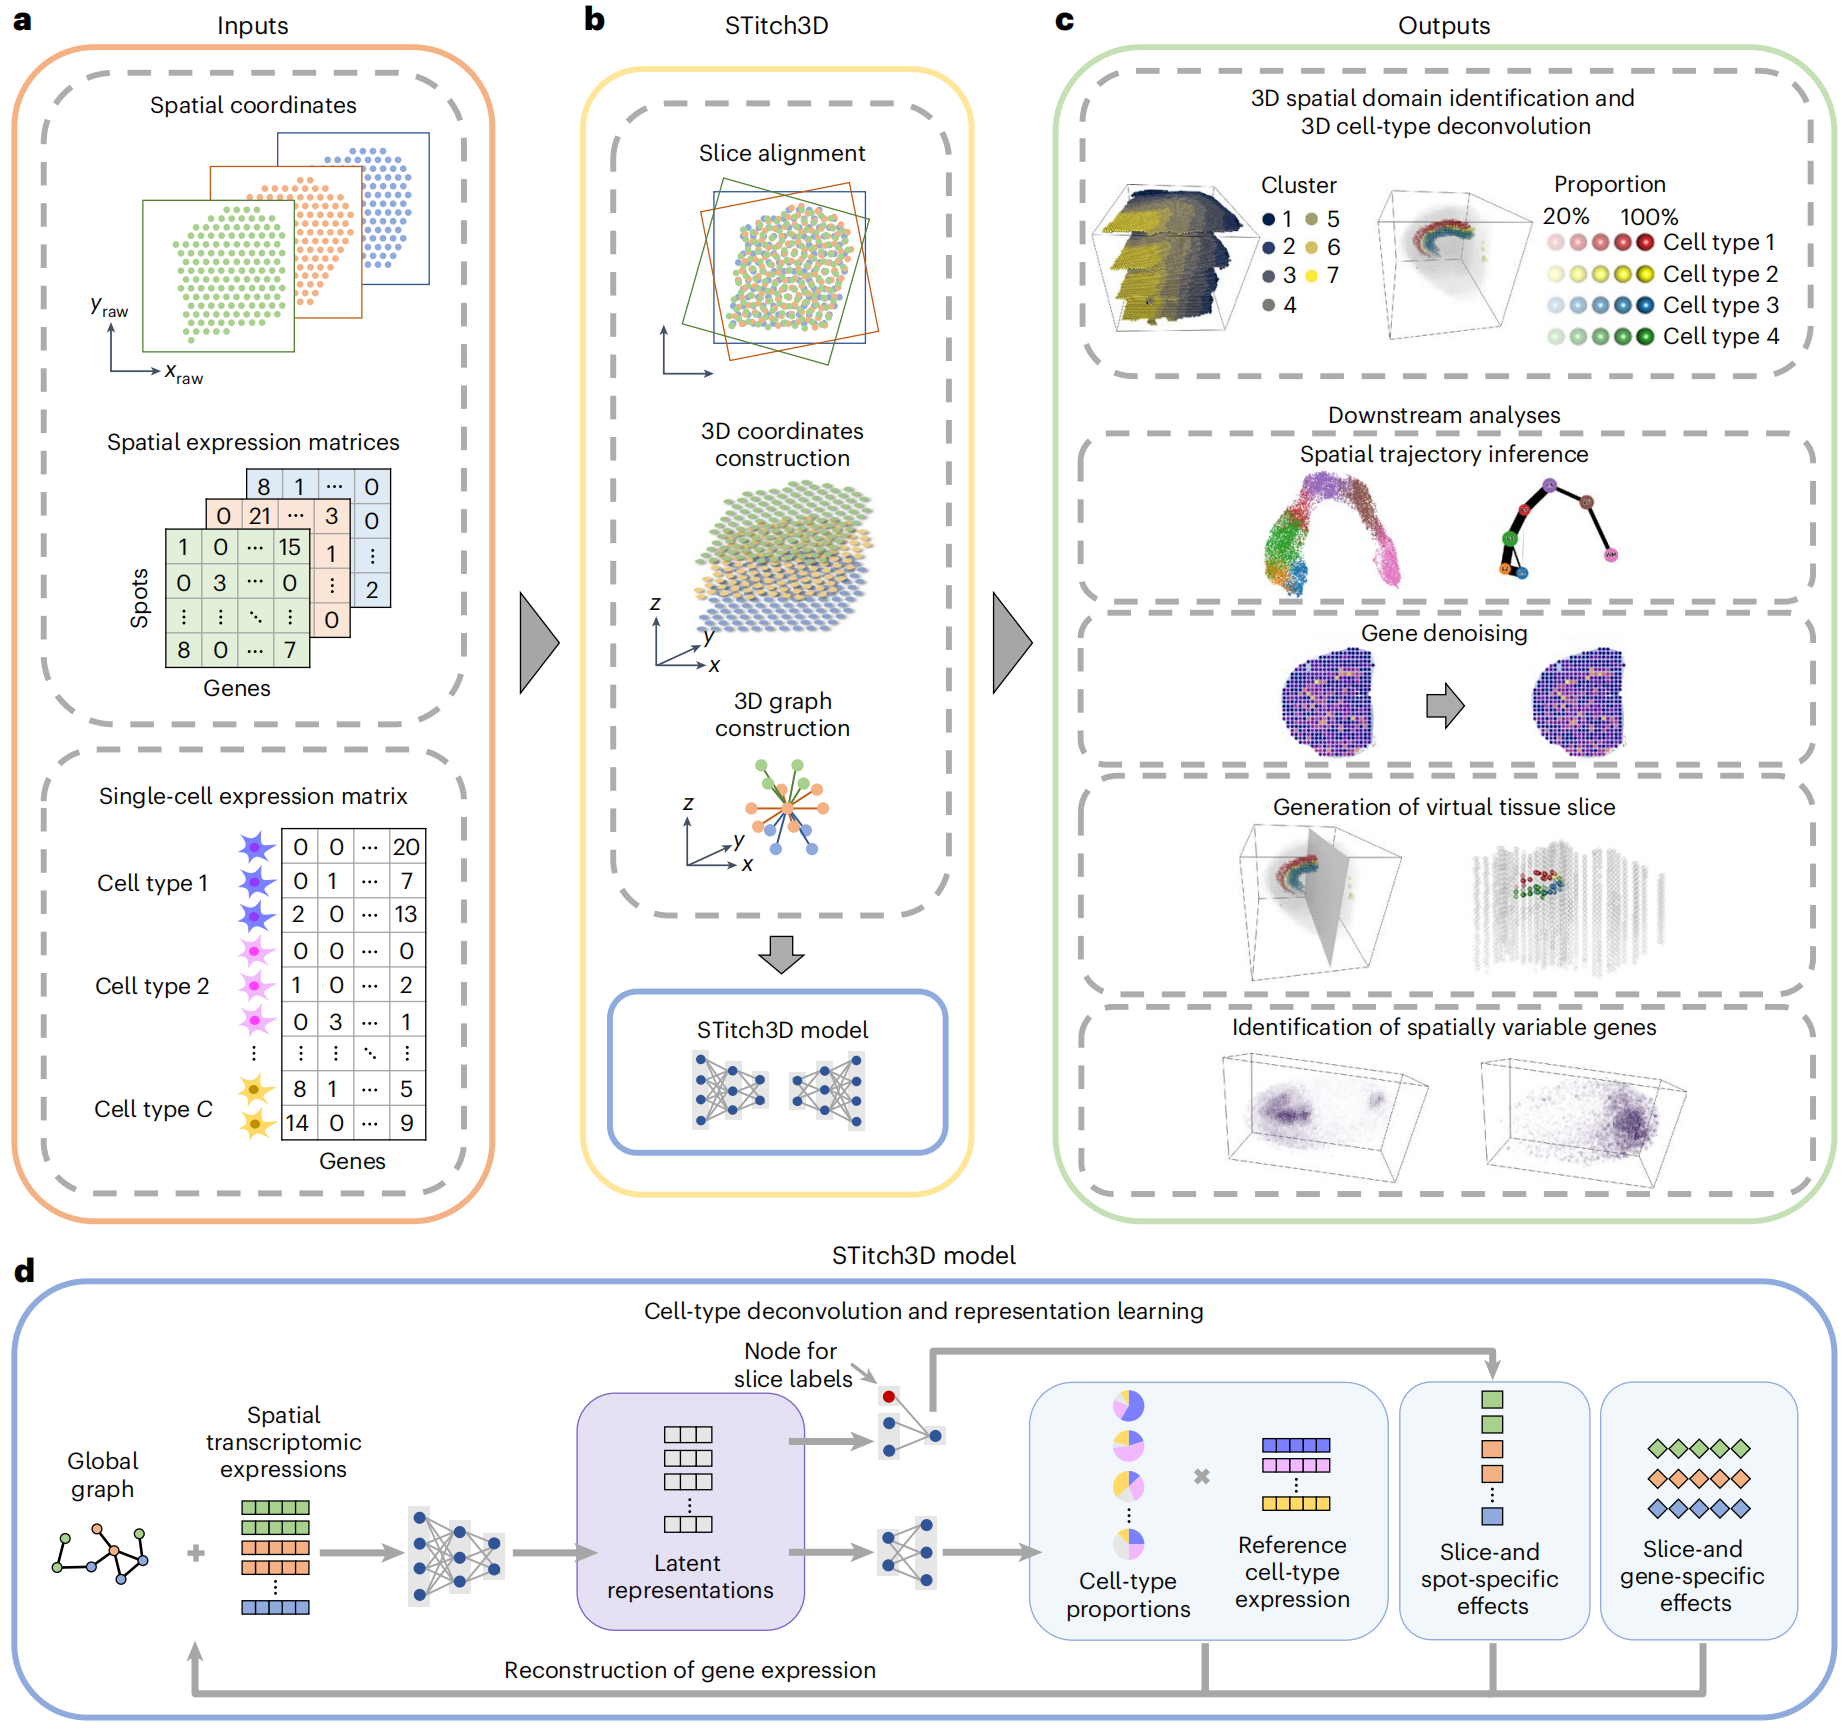 a
Inputs
Spatial coordinates
y raw
x raw
Spatial expression matrices
8 1 ... 0
0 21 ... 3 0
1 0 ... 15 1 ⋮
0 3 ... 0 ⋮ 2
⋮ ⋮ ⋱ ⋮ 0
8 0 ... 7
Spots
Genes
Single-cell expression matrix
0 0 ... 20
Cell type 1 0 1 ... 7
2 0 ... 13
0 0 ... 0
Cell type 2 1 0 ... 2
0 3 ... 1
⋮ ⋮ ⋮ ⋱ ⋮
8 1 ... 5
Cell type C
14 0 ... 9
Genes
b
STitch3D
Slice alignment
3D coordinates
construction
z
y
x
3D graph
construction
z
y
x
STitch3D model
c
Outputs
3D spatial domain identification and
3D cell-type deconvolution
Cluster
1 5
2 6
3 7
4
Proportion
20% 100%
Cell type 1
Cell type 2
Cell type 3
Cell type 4
Downstream analyses
Spatial trajectory inference
Gene denoising
Generation of virtual tissue slice
Identification of spatially variable genes
d
STitch3D model
Cell-type deconvolution and representation learning
Global
graph
+
Spatial
transcriptomic
expressions
⋮
⋮
Latent
representations
Node for
slice labels
⋮
Cell-type
proportions
×
⋮
Reference
cell-type
expression
⋮
Slice-and
spot-specific
effects
Slice-and
gene-specific
effects
Reconstruction of gene expression